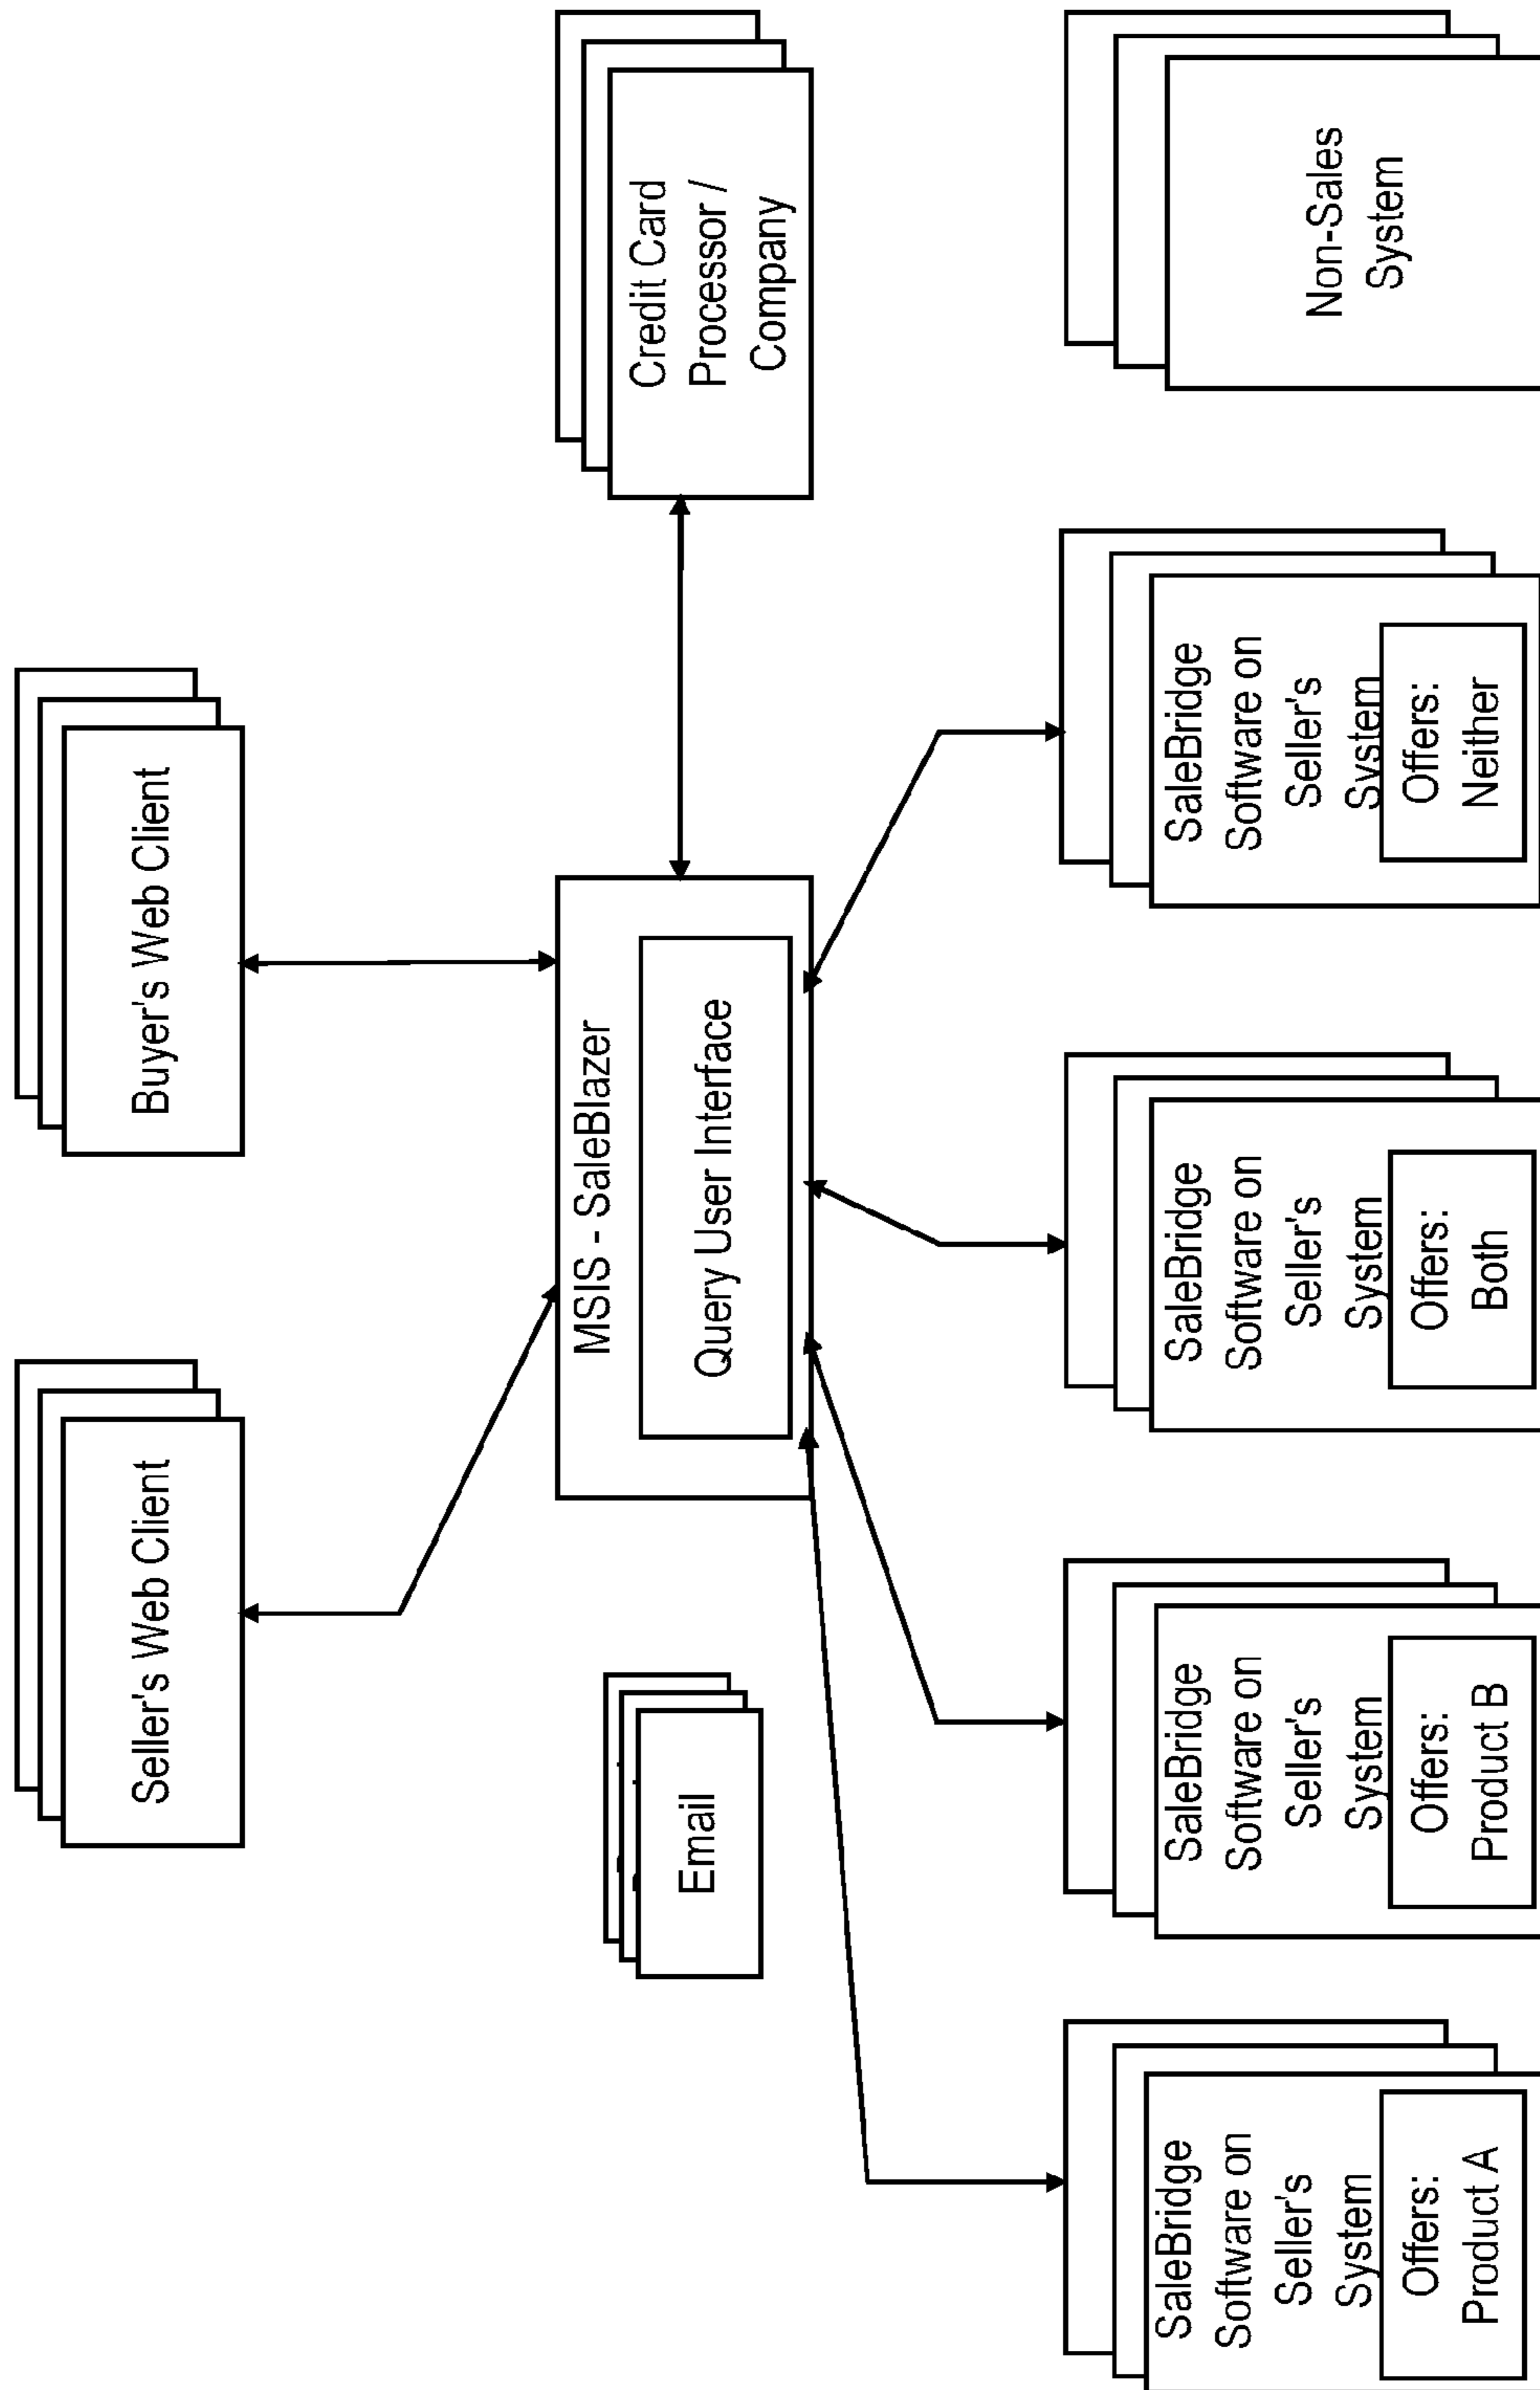 Seller's Web Client
Buyer's Web Client
Email
MSIS - SaleBlazer
Query User Interface
Credit Card
Processor /
Company
SaleBridge
Software on
Seller's
System
Offers:
Product A
SaleBridge
Software on
Seller's
System
Offers:
Product B
SaleBridge
Software on
Seller's
System
Offers:
Both
SaleBridge
Software on
Seller's
System
Offers:
Neither
Non-Sales
System